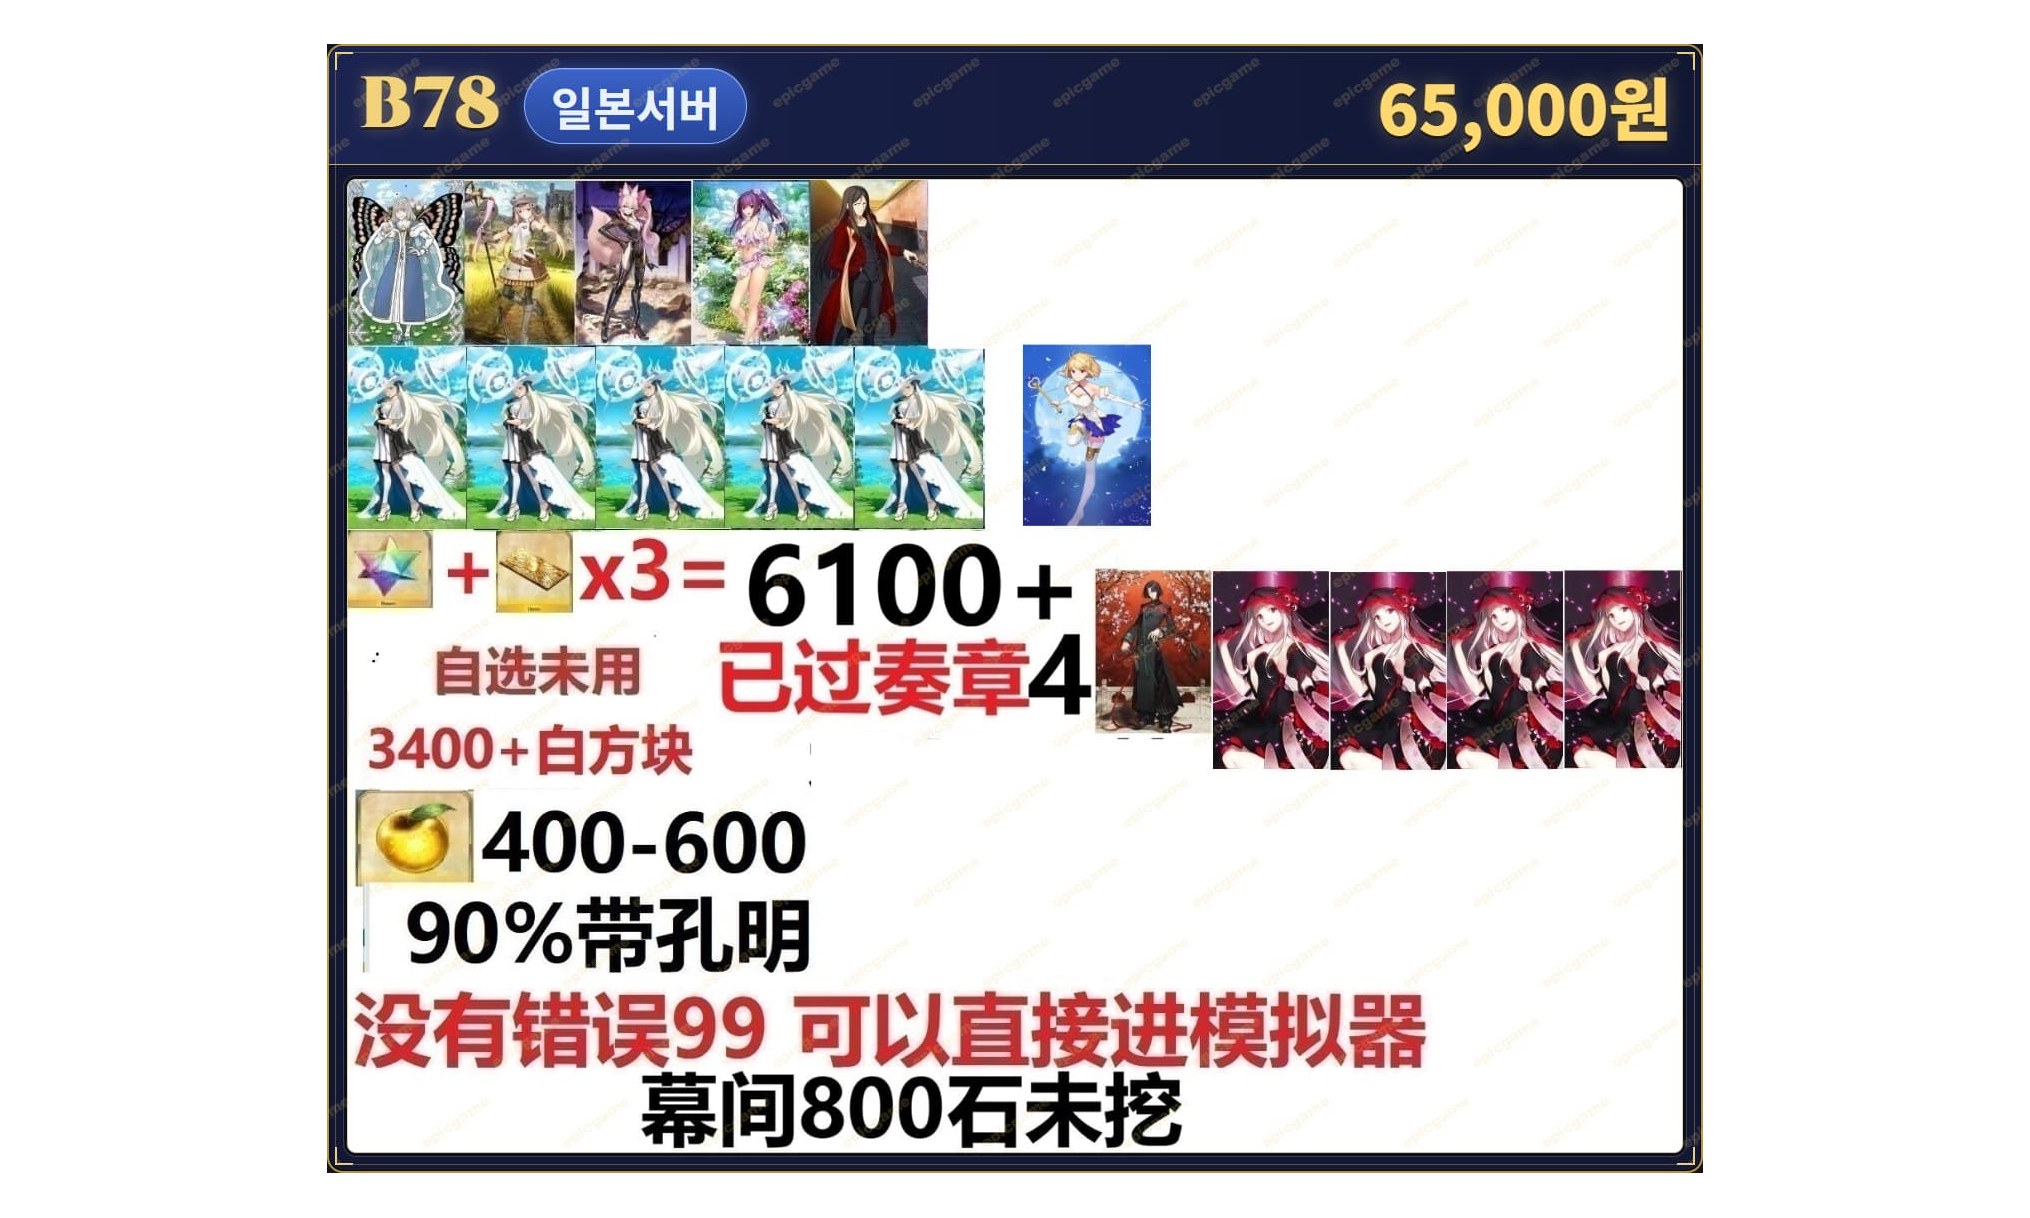 B78 일본서버 65,000원
+ x3= 6100+
自选未用 已过奏章4
3400+白方块
400-600
90%带孔明
没有错误99 可以直接进模拟器
幕间800石未挖
epicgame